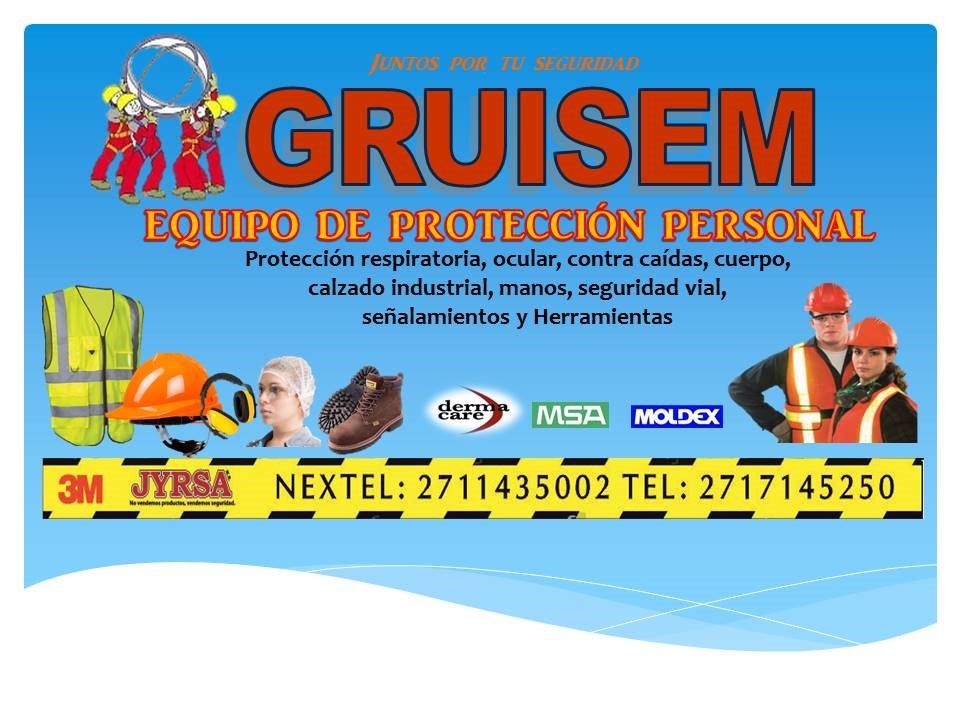 Juntos por tu seguridad
GRUISEM
EQUIPO DE PROTECCIÓN PERSONAL
Protección respiratoria, ocular, contra caídas, cuerpo,
calzado industrial, manos, seguridad vial,
señalamientos y Herramientas
derma care
MSA
MOLDEX
3M
JYRSA
No vendemos productos, vendemos seguridad.
NEXTEL: 2711435002 TEL: 2717145250